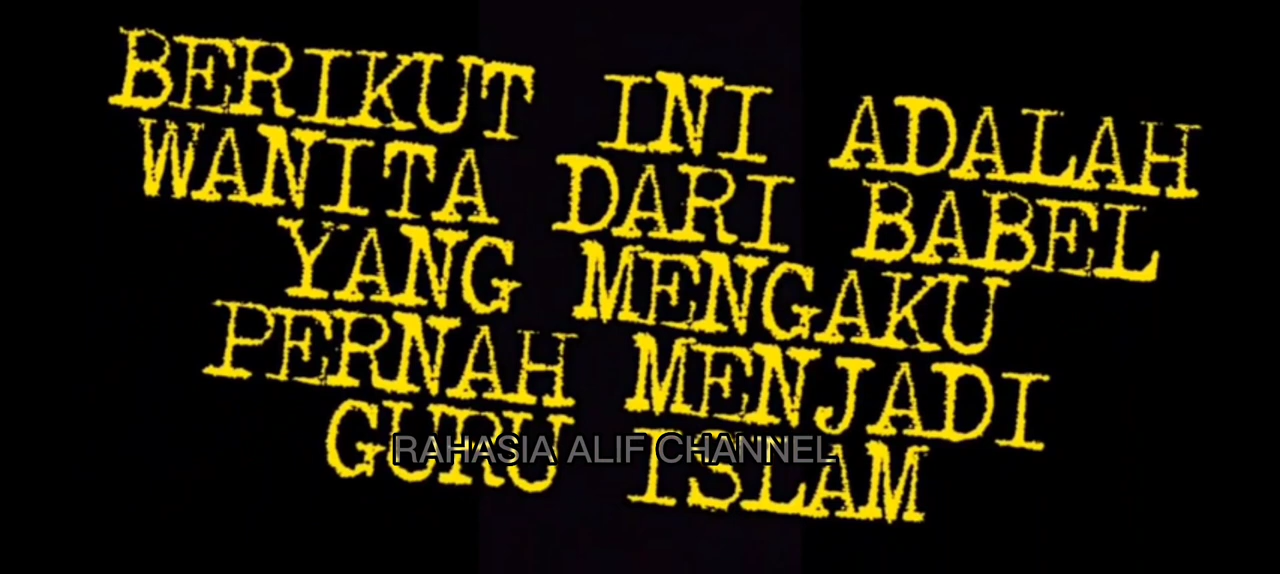 BERIKUT INI ADALAH
WANITA DARI BABEL
YANG MENGAKU
PERNAH MENJADI
GURU ISLAM
RAHASIA ALIF CHANNEL